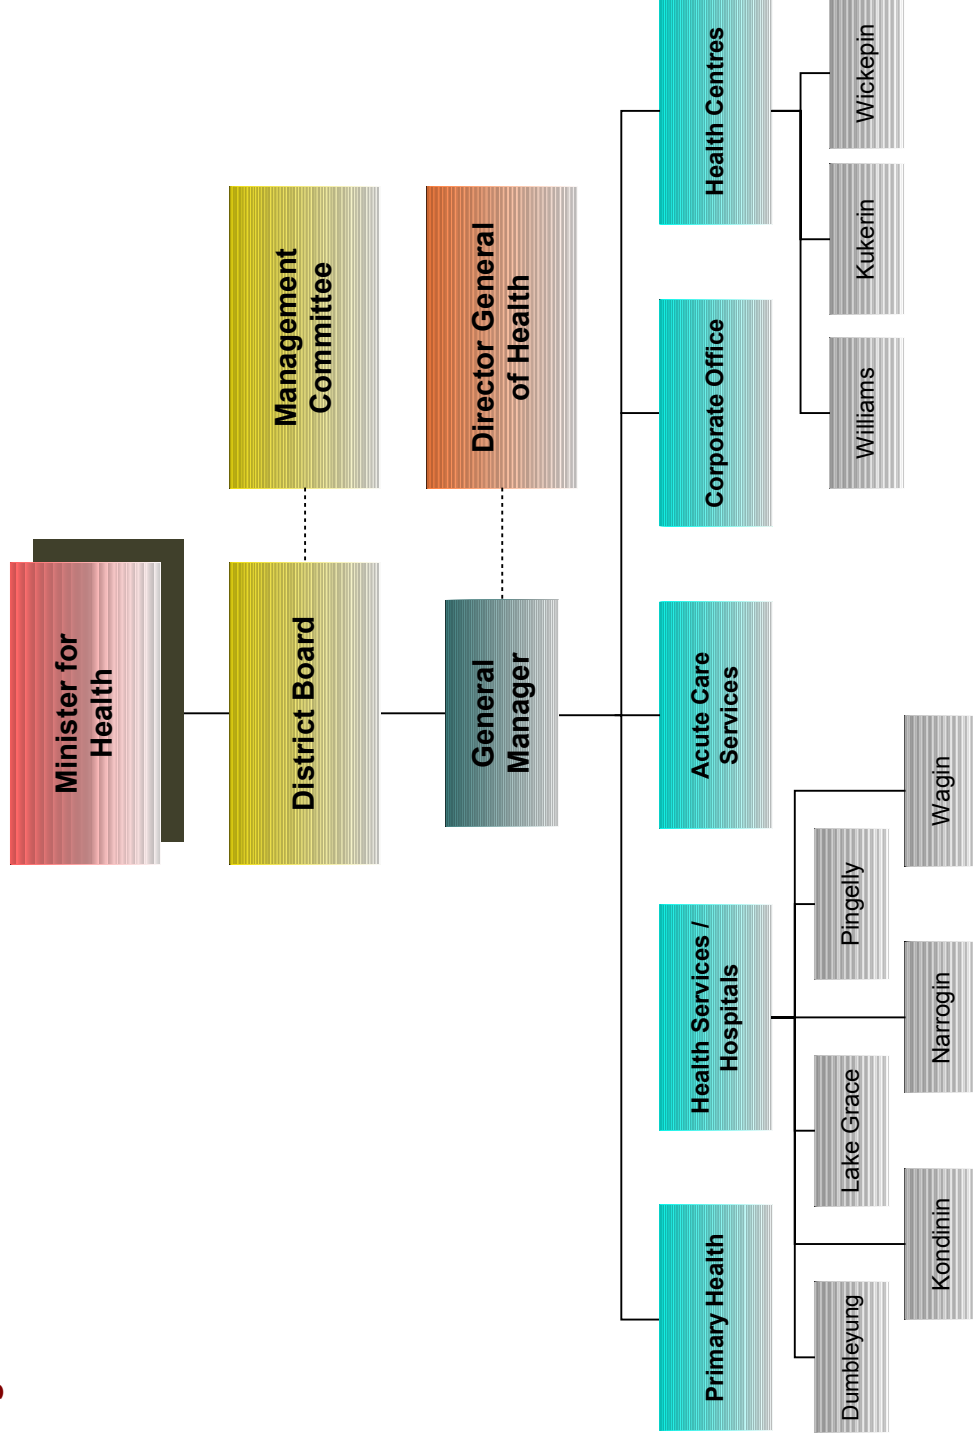 Minister for
Health
District Board
Management
Committee
General
Manager
Director General
of Health
Primary Health
Health Services /
Hospitals
Acute Care
Services
Corporate Office
Health Centres
Dumbleyung
Lake Grace
Pingelly
Kondinin
Narrogin
Wagin
Williams
Kukerin
Wickepin